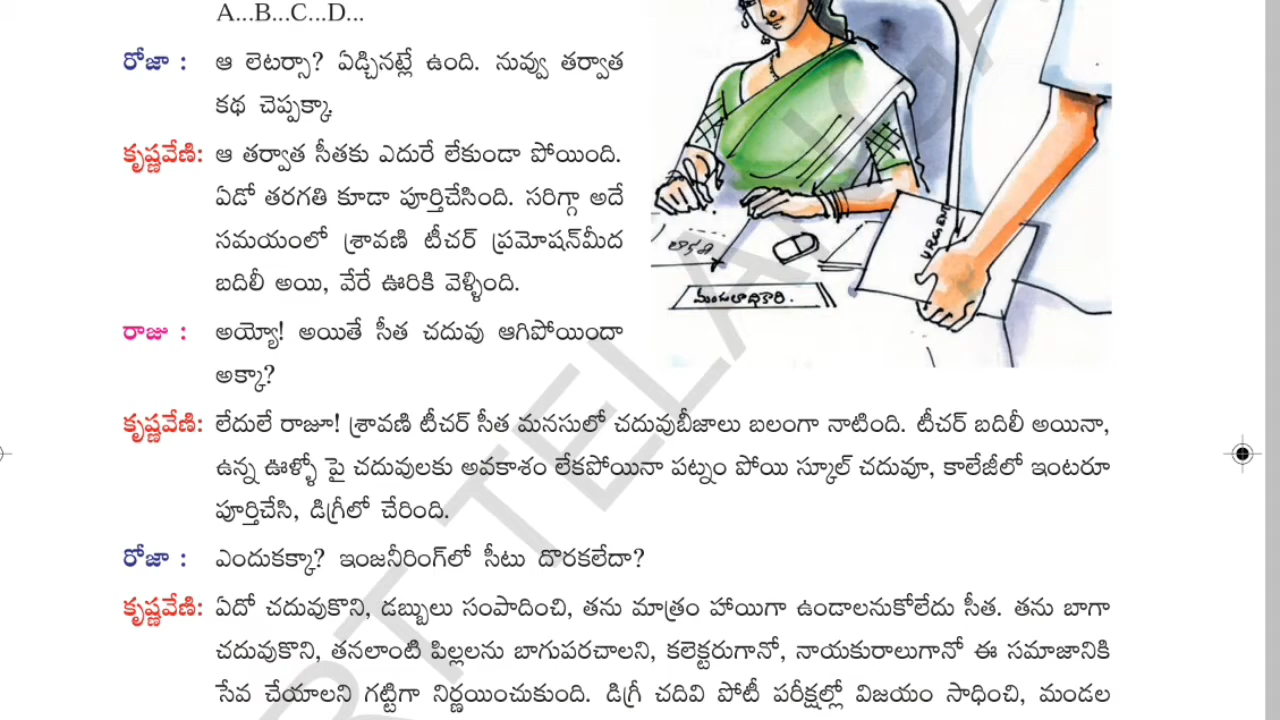 A...B...C...D...
రోజా : ఆ లెటర్సా? ఏడ్చినట్లే ఉంది. నువ్వు తర్వాత
కథ చెప్పక్కా
కృష్ణవేణి: ఆ తర్వాత సీతకు ఎదురే లేకుండా పోయింది.
ఏడో తరగతి కూడా పూర్తిచేసింది. సరిగ్గా అదే
సమయంలో శ్రావణి టీచర్ ప్రమోషన్‌మీద
బదిలీ అయి, వేరే ఊరికి వెళ్ళింది.
రాజు : అయ్యో! అయితే సీత చదువు ఆగిపోయిందా
అక్కా?
కృష్ణవేణి: లేదులే రాజూ! శ్రావణి టీచర్ సీత మనసులో చదువుబీజాలు బలంగా నాటింది. టీచర్ బదిలీ అయినా,
ఉన్న ఊళ్ళో పై చదువులకు అవకాశం లేకపోయినా పట్నం పోయి స్కూల్ చదువూ, కాలేజీలో ఇంటరూ
పూర్తిచేసి, డిగ్రీలో చేరింది.
రోజా : ఎందుకక్కా? ఇంజనీరింగ్‌లో సీటు దొరకలేదా?
కృష్ణవేణి: ఏదో చదువుకొని, డబ్బులు సంపాదించి, తను మాత్రం హాయిగా ఉండాలనుకోలేదు సీత. తను బాగా
చదువుకొని, తనలాంటి పిల్లలను బాగుపరచాలని, కలెక్టరుగానో, నాయకురాలుగానో ఈ సమాజానికి
సేవ చేయాలని గట్టిగా నిర్ణయించుకుంది. డిగ్రీ చదివి పోటీ పరీక్షల్లో విజయం సాధించి, మండల
URGENT
మండలాధికారి.
RT TELANGA